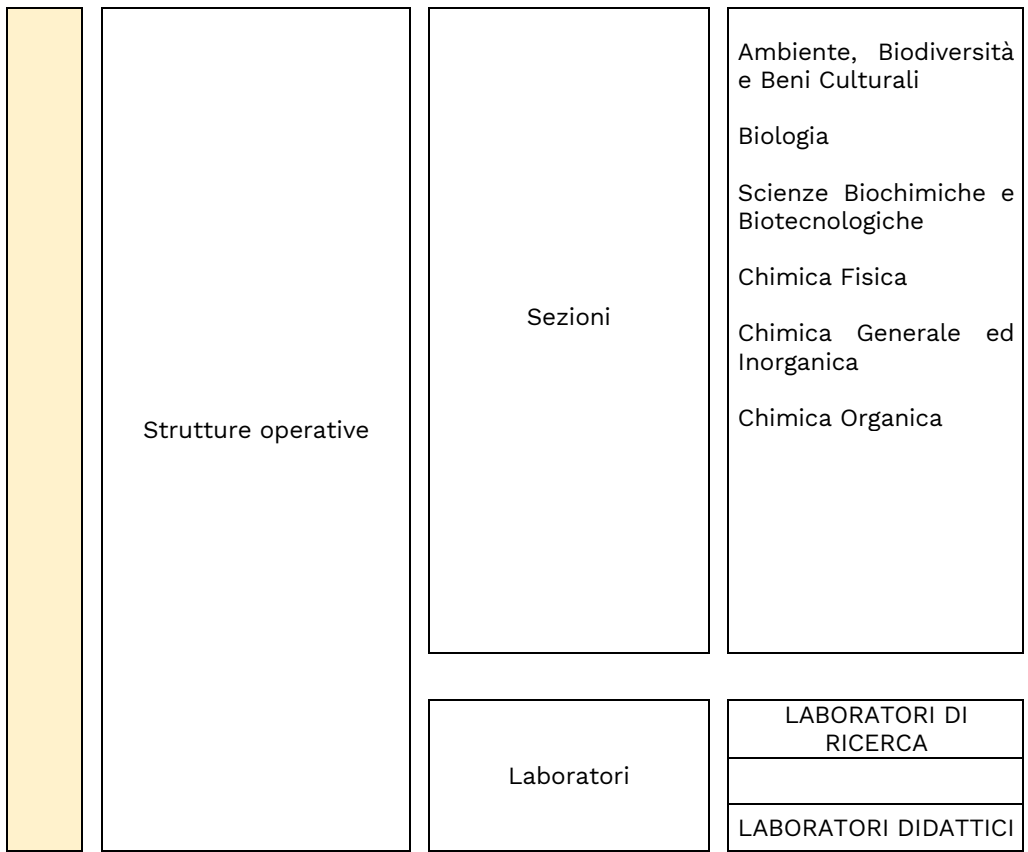 Strutture operative
Sezioni
Ambiente, Biodiversità
e Beni Culturali
Biologia
Scienze Biochimiche e
Biotecnologiche
Chimica Fisica
Chimica Generale ed
Inorganica
Chimica Organica
Laboratori
LABORATORI DI
RICERCA
LABORATORI DIDATTICI